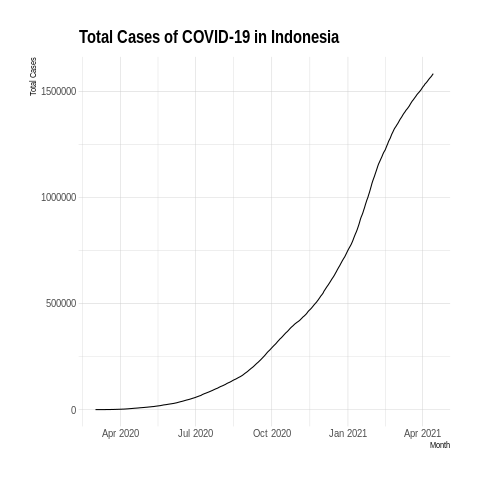 Total Cases of COVID-19 in Indonesia
Total Cases
1500000
1000000
500000
0
Apr 2020 Jul 2020 Oct 2020 Jan 2021 Apr 2021
Month